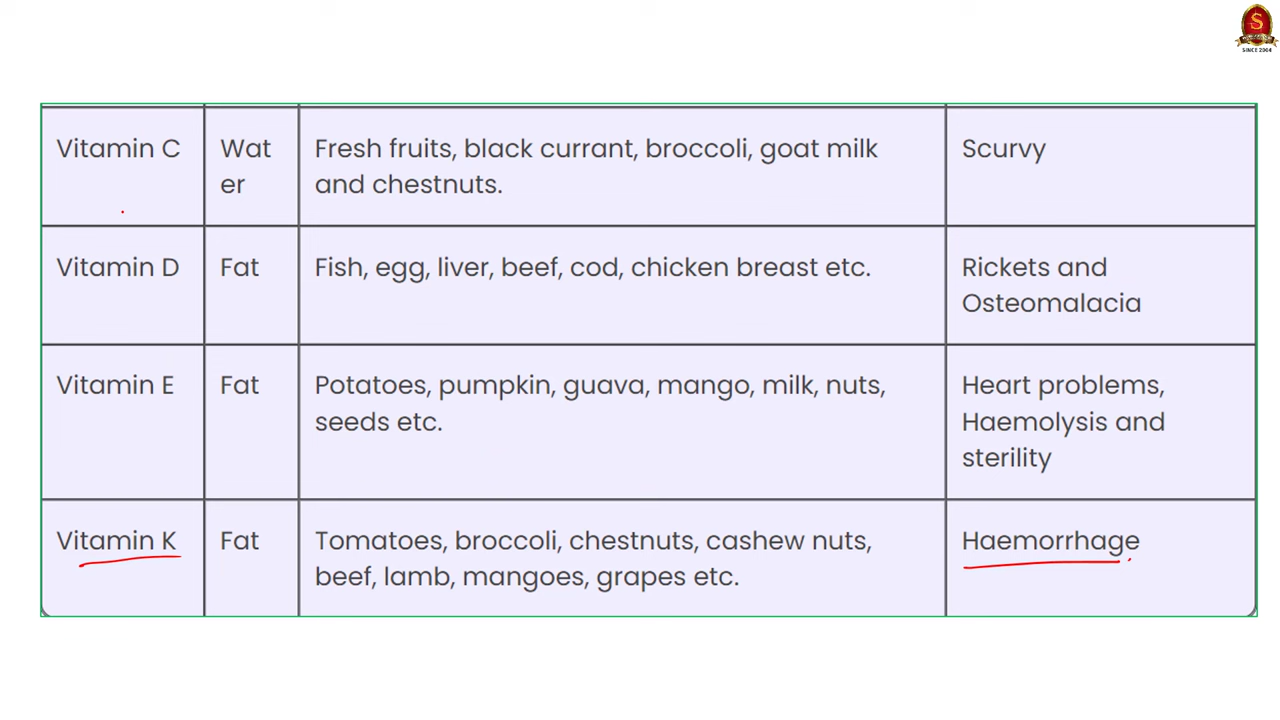 S
SINCE 2004
Vitamin C
Wat
er
Fresh fruits, black currant, broccoli, goat milk
and chestnuts.
Scurvy
Vitamin D
Fat
Fish, egg, liver, beef, cod, chicken breast etc.
Rickets and
Osteomalacia
Vitamin E
Fat
Potatoes, pumpkin, guava, mango, milk, nuts,
seeds etc.
Heart problems,
Haemolysis and
sterility
Vitamin K
Fat
Tomatoes, broccoli, chestnuts, cashew nuts,
beef, lamb, mangoes, grapes etc.
Haemorrhage